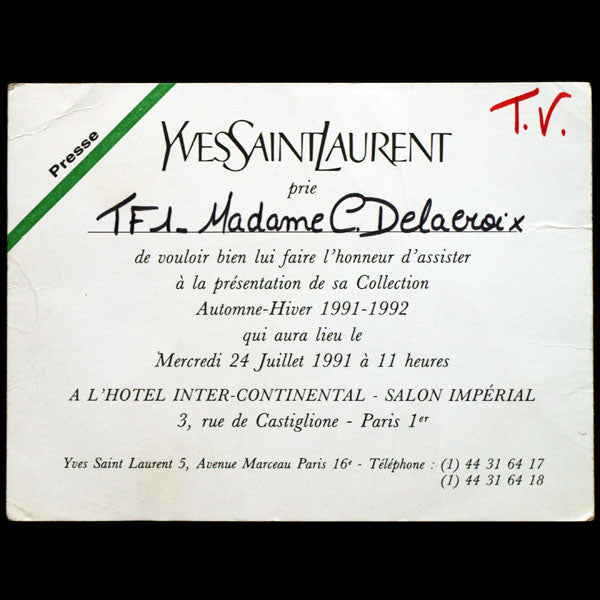 Presse
T.V.
YVESSAINTLAURENT
prie
TF1_ Madame C. Delacroix
de vouloir bien lui faire l'honneur d'assister
à la présentation de sa Collection
Automne-Hiver 1991-1992
qui aura lieu le
Mercredi 24 Juillet 1991 à 11 heures
A L'HOTEL INTER-CONTINENTAL - SALON IMPÉRIAL
3, rue de Castiglione - Paris 1er
Yves Saint Laurent 5, Avenue Marceau Paris 16e - Téléphone : (1) 44 31 64 17
(1) 44 31 64 18